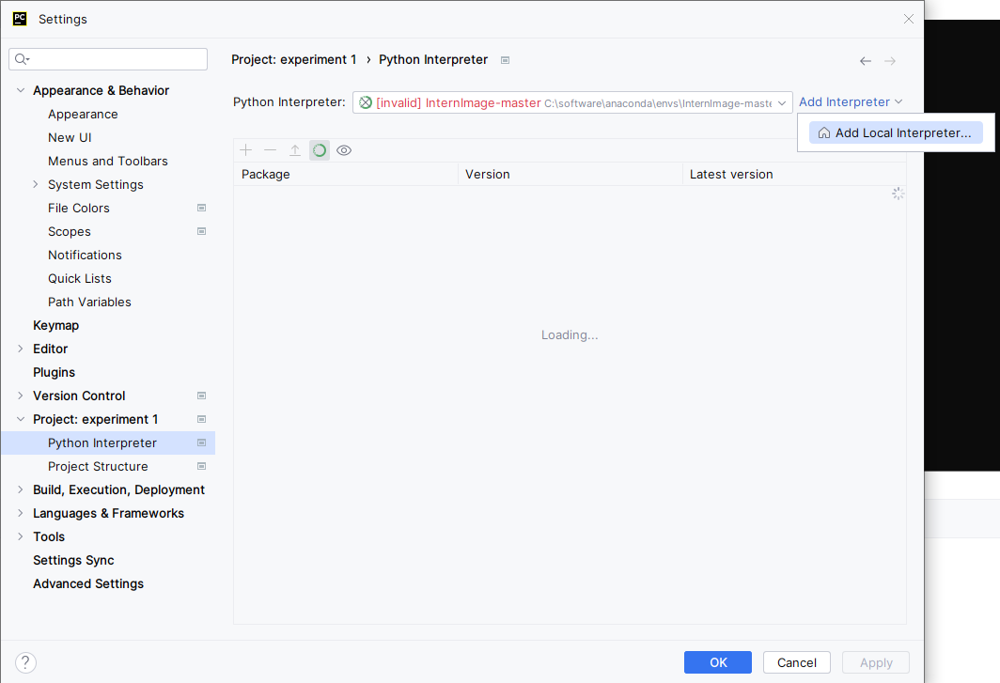 PC
Settings
Project: experiment 1 › Python Interpreter
Appearance & Behavior
Python Interpreter: [invalid] InternImage-master C:\software\anaconda\envs\InternImage-maste Add Interpreter
Appearance
Add Local Interpreter...
New UI
Menus and Toolbars
Package Version Latest version
System Settings
File Colors
Scopes
Notifications
Quick Lists
Path Variables
Keymap
Loading...
Editor
Plugins
Version Control
Project: experiment 1
Python Interpreter
Project Structure
Build, Execution, Deployment
Languages & Frameworks
Tools
Settings Sync
Advanced Settings
? OK Cancel Apply